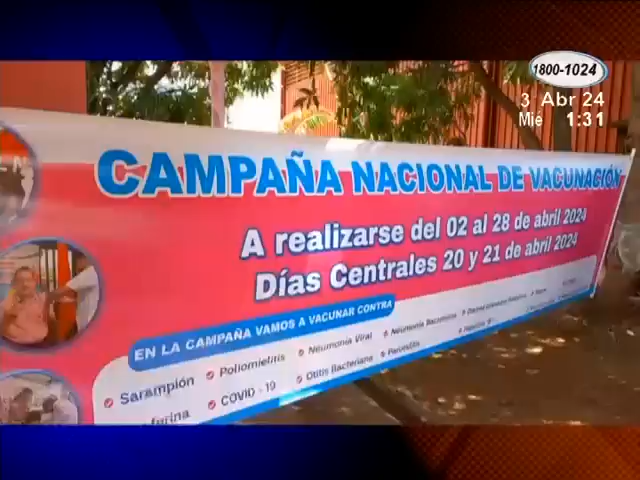 1800-1024
3 Abr 24
Mié 1:31
CAMPAÑA NACIONAL DE VACUNACIÓN
A realizarse del 02 al 28 de abril 2024
Días Centrales 20 y 21 de abril 2024
EN LA CAMPAÑA VAMOS A VACUNAR CONTRA
Sarampión Poliomielitis Neumonía Viral Neumonía Bacteriana
COVID - 19 Otitis Bacteriana Parotiditis